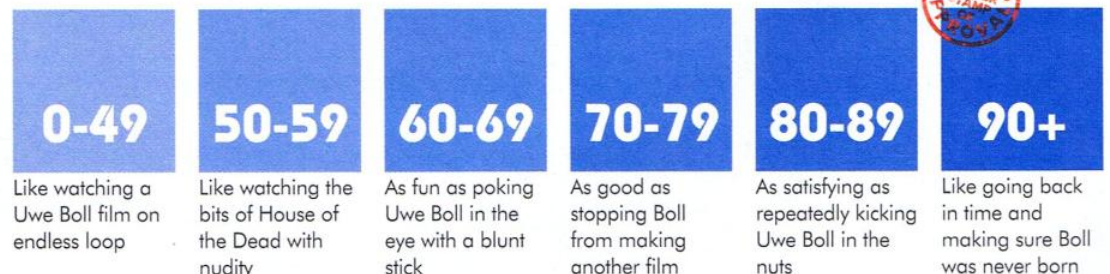 STAMP
OF
0-49
50-59
60-69
70-79
80-89
90+
Like watching a
Uwe Boll film on
endless loop
Like watching the
bits of House of
the Dead with
nudity
As fun as poking
Uwe Boll in the
eye with a blunt
stick
As good as
stopping Boll
from making
another film
As satisfying as
repeatedly kicking
Uwe Boll in the
nuts
Like going back
in time and
making sure Boll
was never born